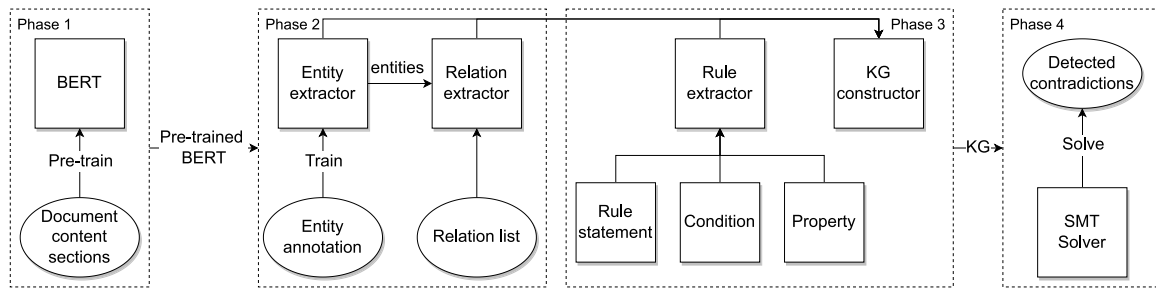 Phase 1
BERT
Pre-train
Document
content
sections
Pre-trained
BERT
Phase 2
Entity
extractor
entities
Relation
extractor
Train
Entity
annotation
Relation list
Phase 3
Rule
extractor
KG
constructor
Rule
statement
Condition
Property
KG
Phase 4
Detected
contradictions
Solve
SMT
Solver